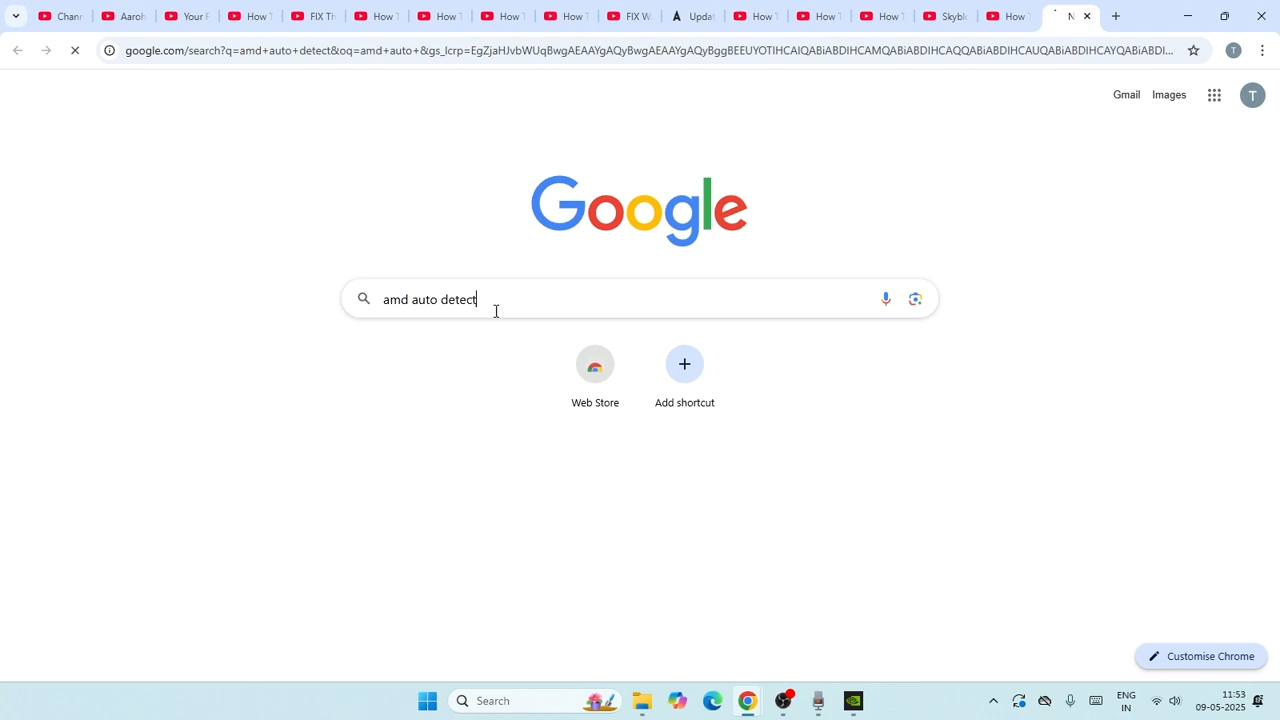 Chann
Aaroh
Your F
How T
FIX Th
How T
How T
How T
How T
FIX W
Updat
How T
How T
How T
Skyblo
How T
N
google.com/search?q=amd+auto+detect&oq=amd+auto+&gs_lcrp=EgZjaHJvbWUqBwgAEAAYgAQyBwgAEAAYgAQyBggBEEUYOTIHCAIQABiABDIHCAMQABiABDIHCAQQABiABDIHCAUQABiABDIHCAYQABiABDI...
Gmail Images
T
T
Google
amd auto detect
Web Store
Add shortcut
Customise Chrome
Search
ENG
IN
11:53
09-05-2025